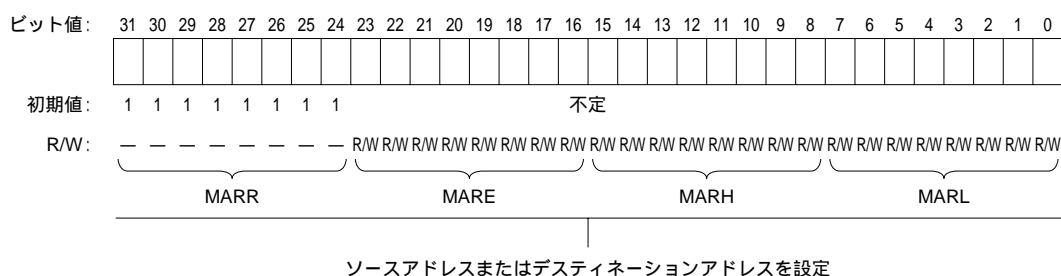 ビット値: 31 30 29 28 27 26 25 24 23 22 21 20 19 18 17 16 15 14 13 12 11 10 9 8 7 6 5 4 3 2 1 0
初期値: 1 1 1 1 1 1 1 1 不定
R/W: — — — — — — — — R/W R/W R/W R/W R/W R/W R/W R/W R/W R/W R/W R/W R/W R/W R/W R/W R/W R/W R/W R/W R/W R/W R/W R/W
MARR MARE MARH MARL
ソースアドレスまたはデスティネーションアドレスを設定